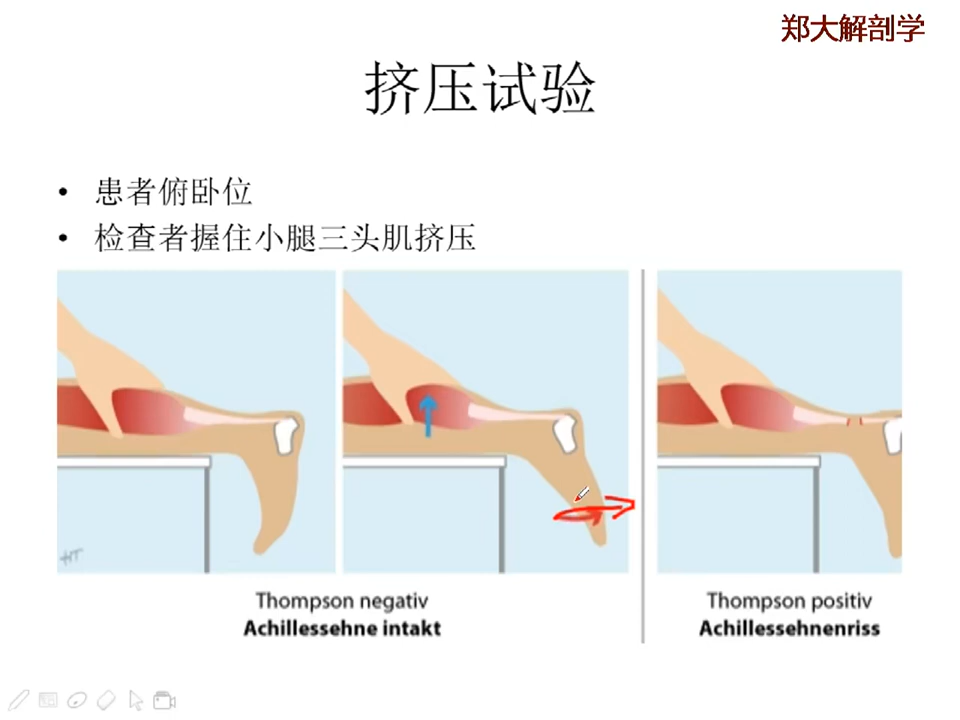 郑大解剖学
挤压试验
• 患者俯卧位
• 检查者握住小腿三头肌挤压
HT
Thompson negativ
Achillessehne intakt
Thompson positiv
Achillessehnenriss